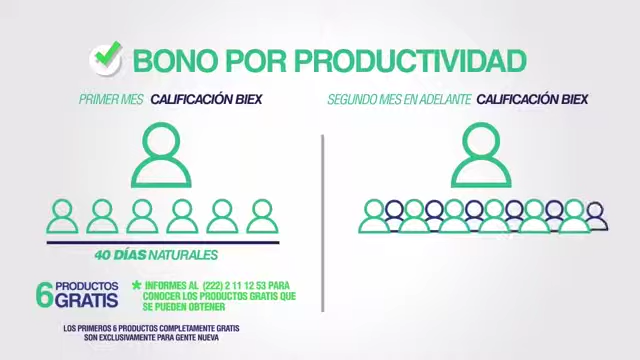 BONO POR PRODUCTIVIDAD
PRIMER MES CALIFICACIÓN BIEX
40 DÍAS NATURALES
6 PRODUCTOS GRATIS
* INFORMES AL (222) 2 11 12 53 PARA
CONOCER LOS PRODUCTOS GRATIS QUE
SE PUEDEN OBTENER
LOS PRIMEROS 6 PRODUCTOS COMPLETAMENTE GRATIS
SON EXCLUSIVAMENTE PARA GENTE NUEVA
SEGUNDO MES EN ADELANTE CALIFICACIÓN BIEX